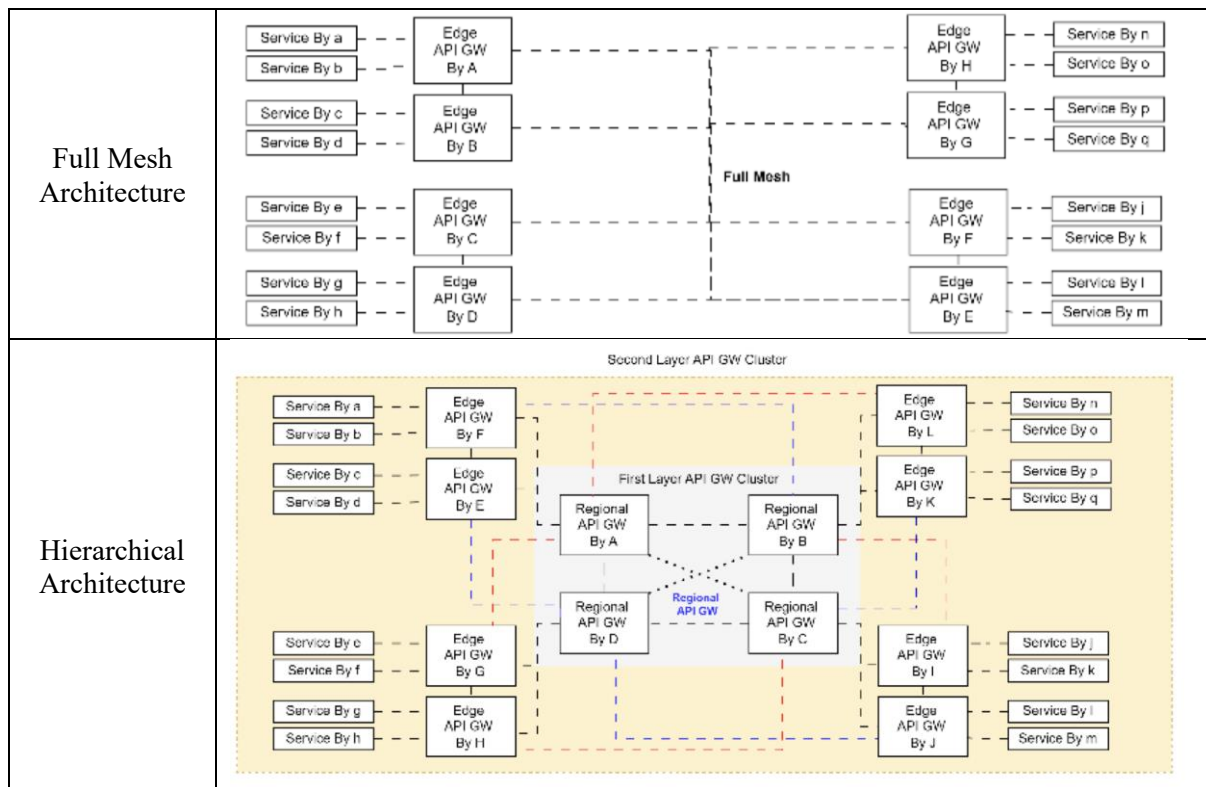 Full Mesh
Architecture
Service By a
Service By b
Edge
API GW
By A
Service By c
Service By d
Edge
API GW
By B
Service By e
Service By f
Edge
API GW
By C
Service By g
Service By h
Edge
API GW
By D
Full Mesh
Edge
API GW
By H
Service By n
Service By o
Edge
API GW
By G
Service By p
Service By q
Edge
API GW
By F
Service By j
Service By k
Edge
API GW
By E
Service By l
Service By m
Hierarchical
Architecture
Second Layer API GW Cluster
Service By a
Service By b
Edge
API GW
By F
Service By c
Service By d
Edge
API GW
By E
Service By e
Service By f
Edge
API GW
By G
Service By g
Service By h
Edge
API GW
By H
First Layer API GW Cluster
Regional
API GW
By A
Regional
API GW
By B
Regional
API GW
By D
Regional
API GW
Regional
API GW
By C
Edge
API GW
By L
Service By n
Service By o
Edge
API GW
By K
Service By p
Service By q
Edge
API GW
By I
Service By j
Service By k
Edge
API GW
By J
Service By l
Service By m